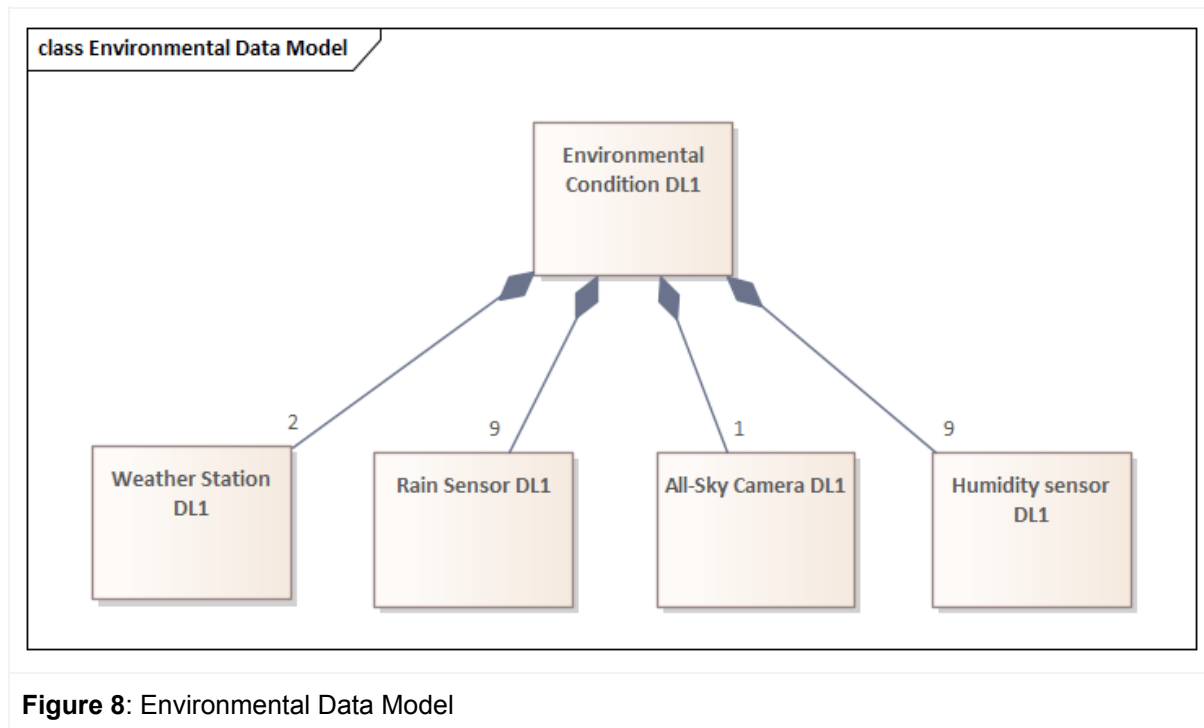 class Environmental Data Model
Environmental
Condition DL1
2
9
1
9
Weather Station
DL1
Rain Sensor DL1
All-Sky Camera DL1
Humidity sensor
DL1
Figure 8: Environmental Data Model